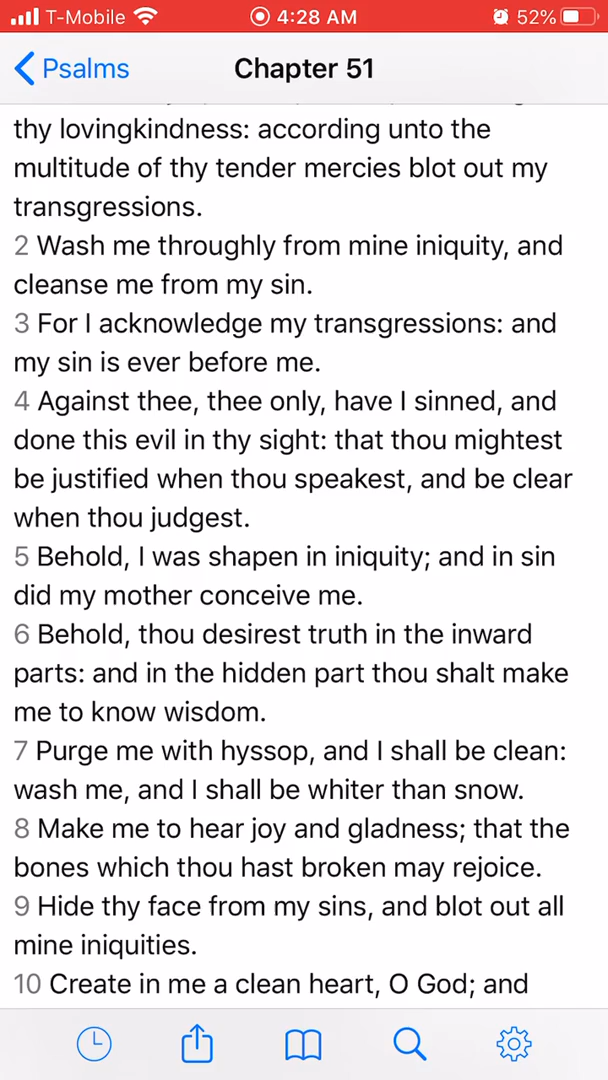 T-Mobile 4:28 AM 52%
Psalms Chapter 51
thy lovingkindness: according unto the
multitude of thy tender mercies blot out my
transgressions.
2 Wash me throughly from mine iniquity, and
cleanse me from my sin.
3 For I acknowledge my transgressions: and
my sin is ever before me.
4 Against thee, thee only, have I sinned, and
done this evil in thy sight: that thou mightest
be justified when thou speakest, and be clear
when thou judgest.
5 Behold, I was shapen in iniquity; and in sin
did my mother conceive me.
6 Behold, thou desirest truth in the inward
parts: and in the hidden part thou shalt make
me to know wisdom.
7 Purge me with hyssop, and I shall be clean:
wash me, and I shall be whiter than snow.
8 Make me to hear joy and gladness; that the
bones which thou hast broken may rejoice.
9 Hide thy face from my sins, and blot out all
mine iniquities.
10 Create in me a clean heart, O God; and